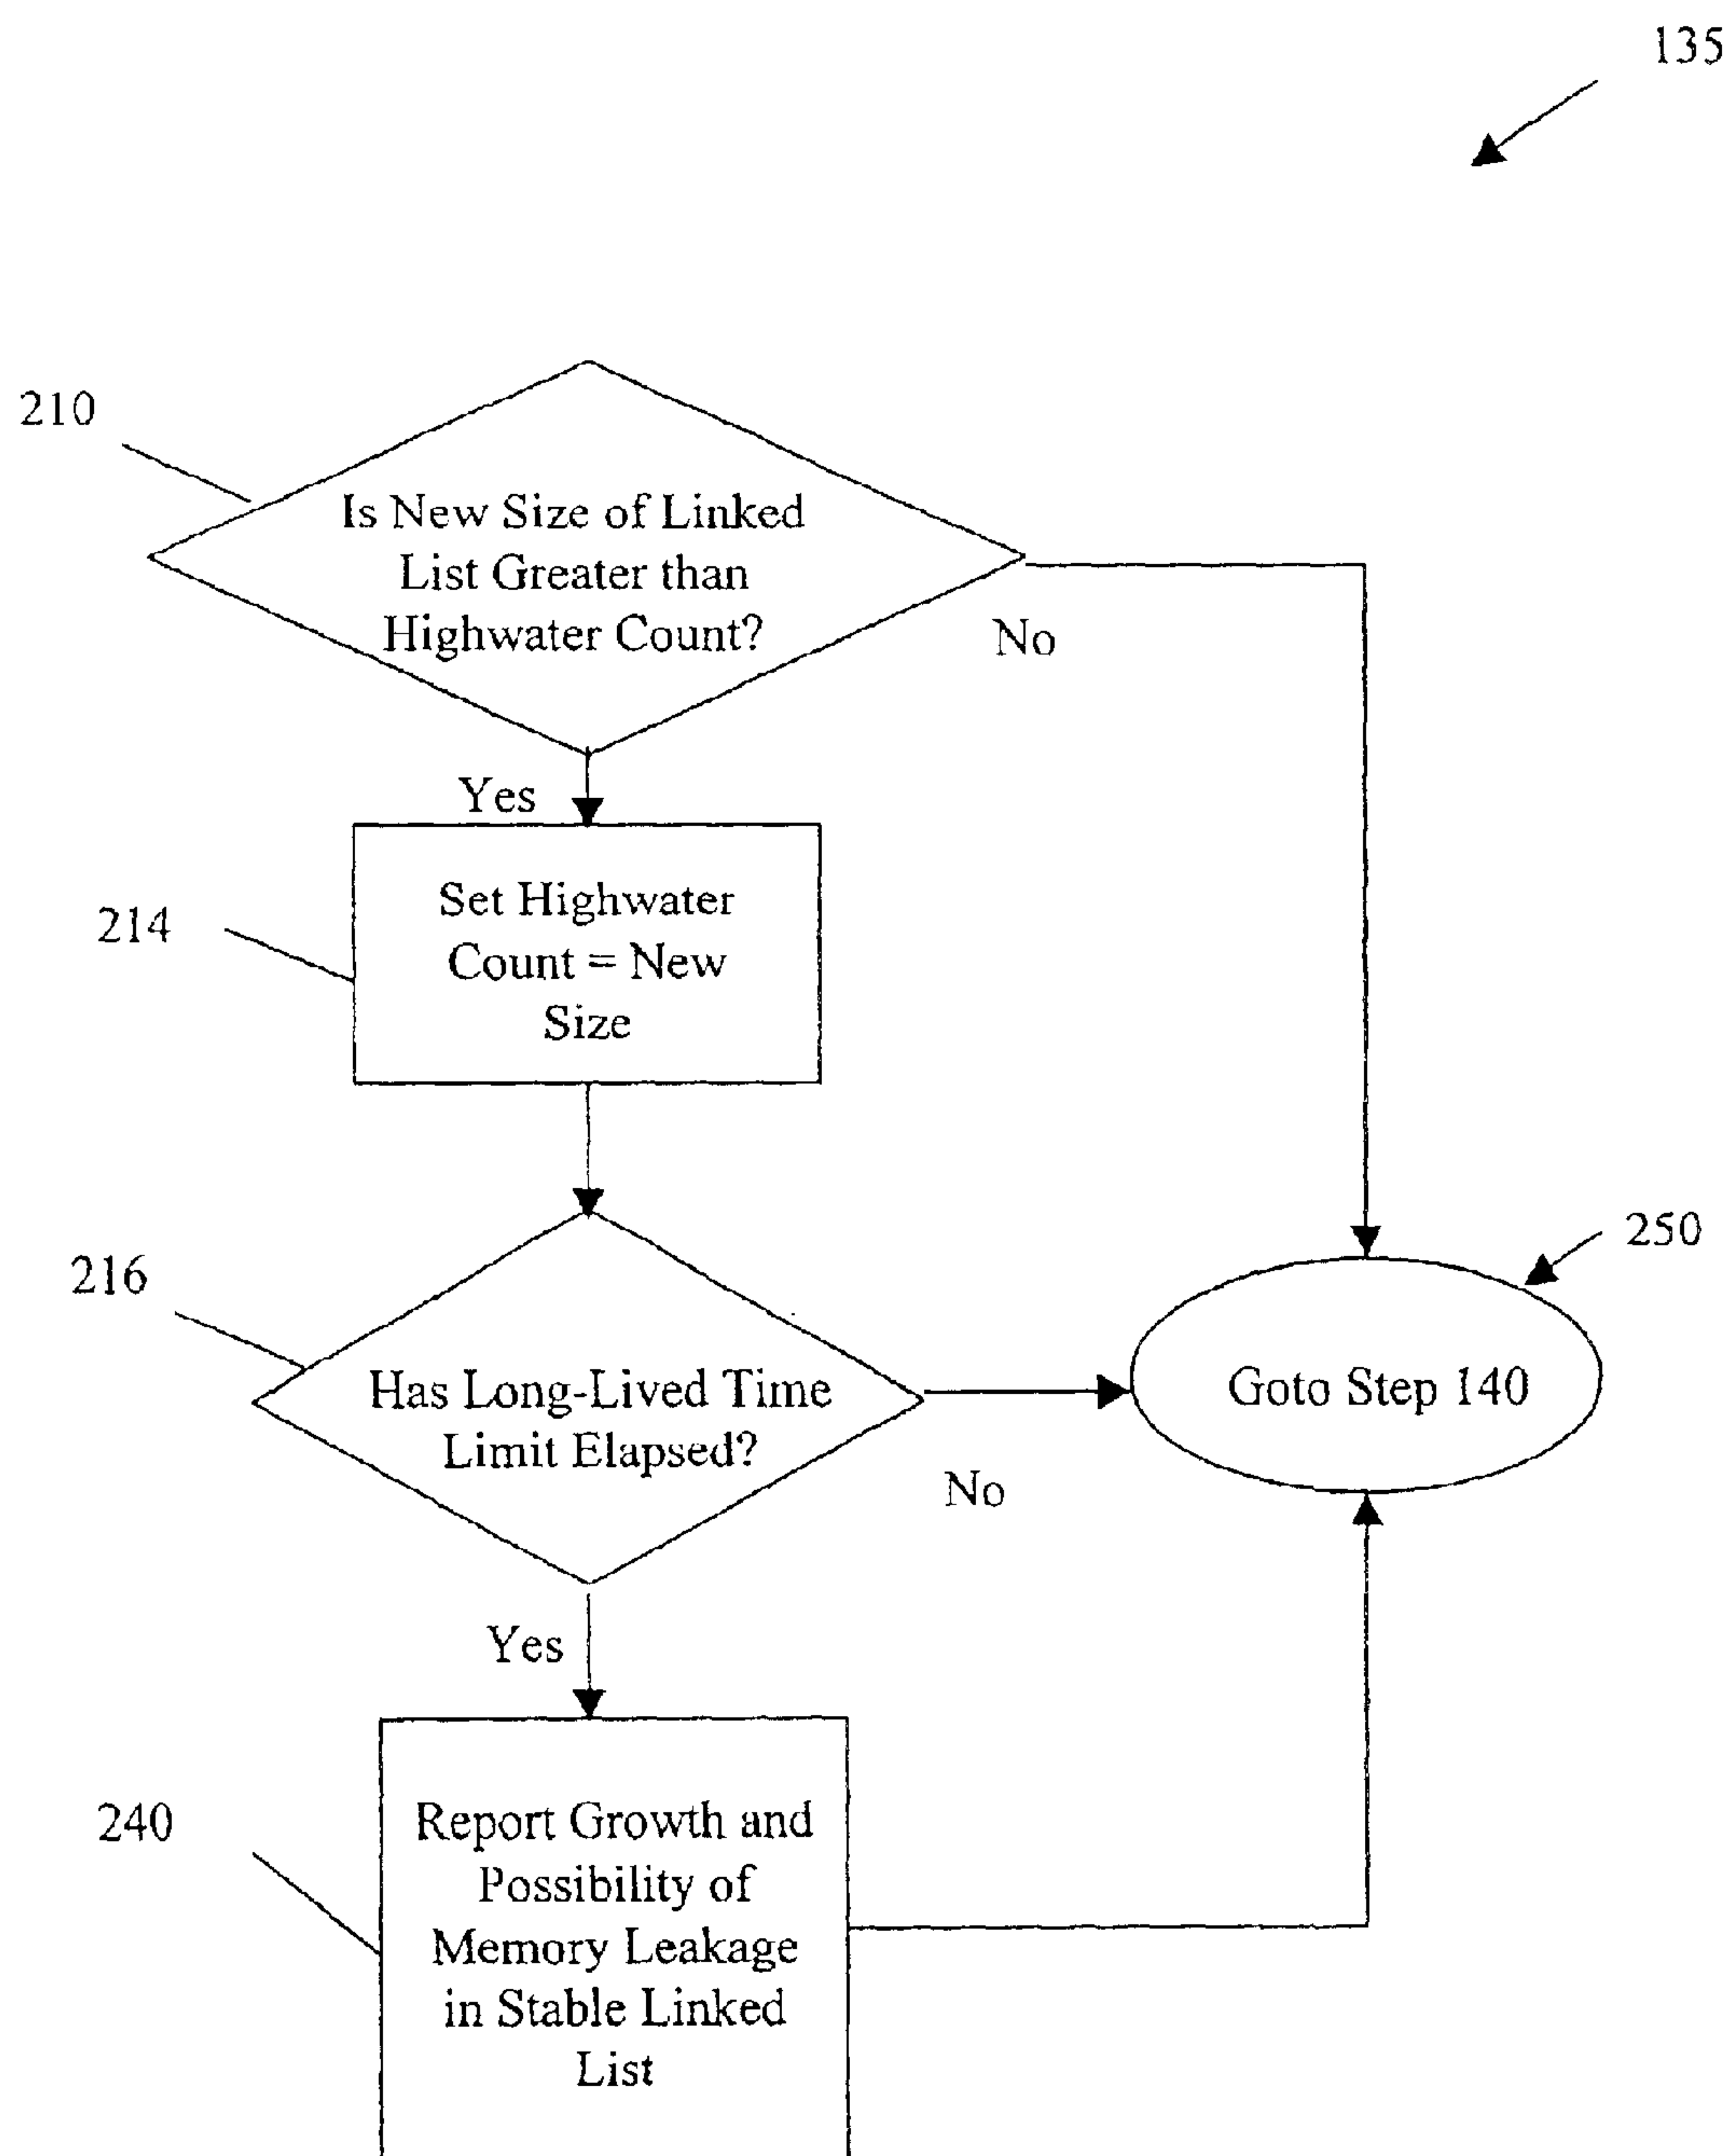 135
210
Is New Size of Linked
List Greater than
Highwater Count?
No
Yes
214
Set Highwater
Count = New
Size
216
Has Long-Lived Time
Limit Elapsed?
No
250
Goto Step 140
Yes
240
Report Growth and
Possibility of
Memory Leakage
in Stable Linked
List